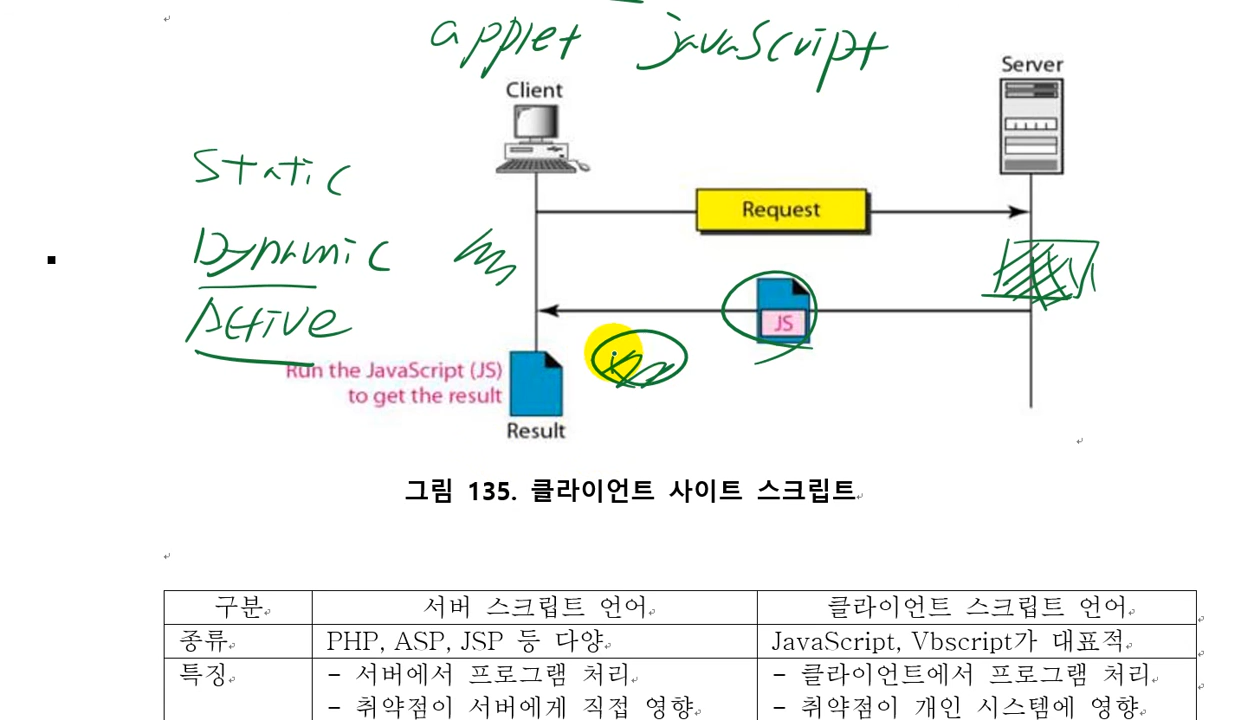 applet javascript
Server
Client
Static
Request
Dynamic
Active
JS
Run the JavaScript (JS)
to get the result
Result
그림 135. 클라이언트 사이트 스크립트
구분 서버 스크립트 언어 클라이언트 스크립트 언어
종류 PHP, ASP, JSP 등 다양 JavaScript, Vbscript가 대표적
특징 - 서버에서 프로그램 처리 - 클라이언트에서 프로그램 처리
- 취약점이 서버에게 직접 영향 - 취약점이 개인 시스템에 영향